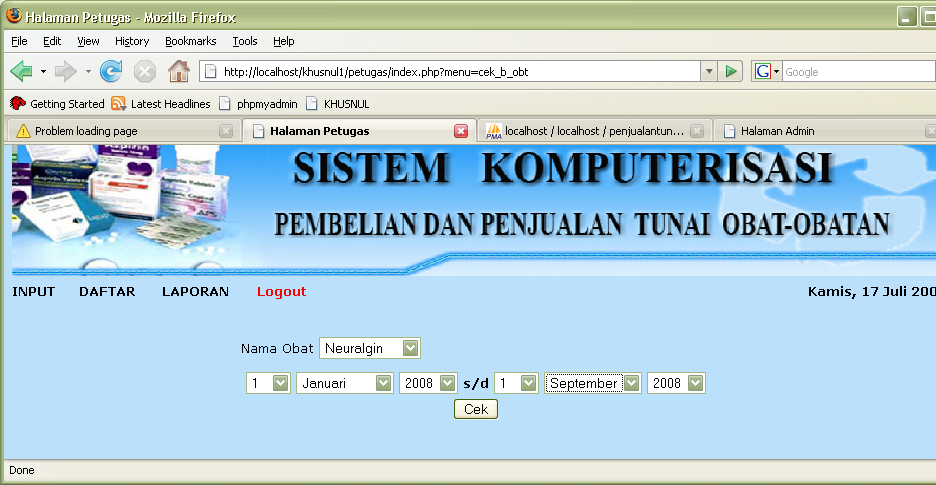 Halaman Petugas - Mozilla Firefox
File Edit View History Bookmarks Tools Help
http://localhost/khusnul1/petugas/index.php?menu=cek_b_obt G Google
Getting Started Latest Headlines phpmyadmin KHUSNUL
Problem loading page Halaman Petugas PMA localhost / localhost / penjualantun... Halaman Admin
SISTEM KOMPUTERISASI
PEMBELIAN DAN PENJUALAN TUNAI OBAT-OBATAN
INPUT DAFTAR LAPORAN Logout Kamis, 17 Juli 200
Nama Obat Neuralgin
1 Januari 2008 s/d 1 September 2008
Cek
Done